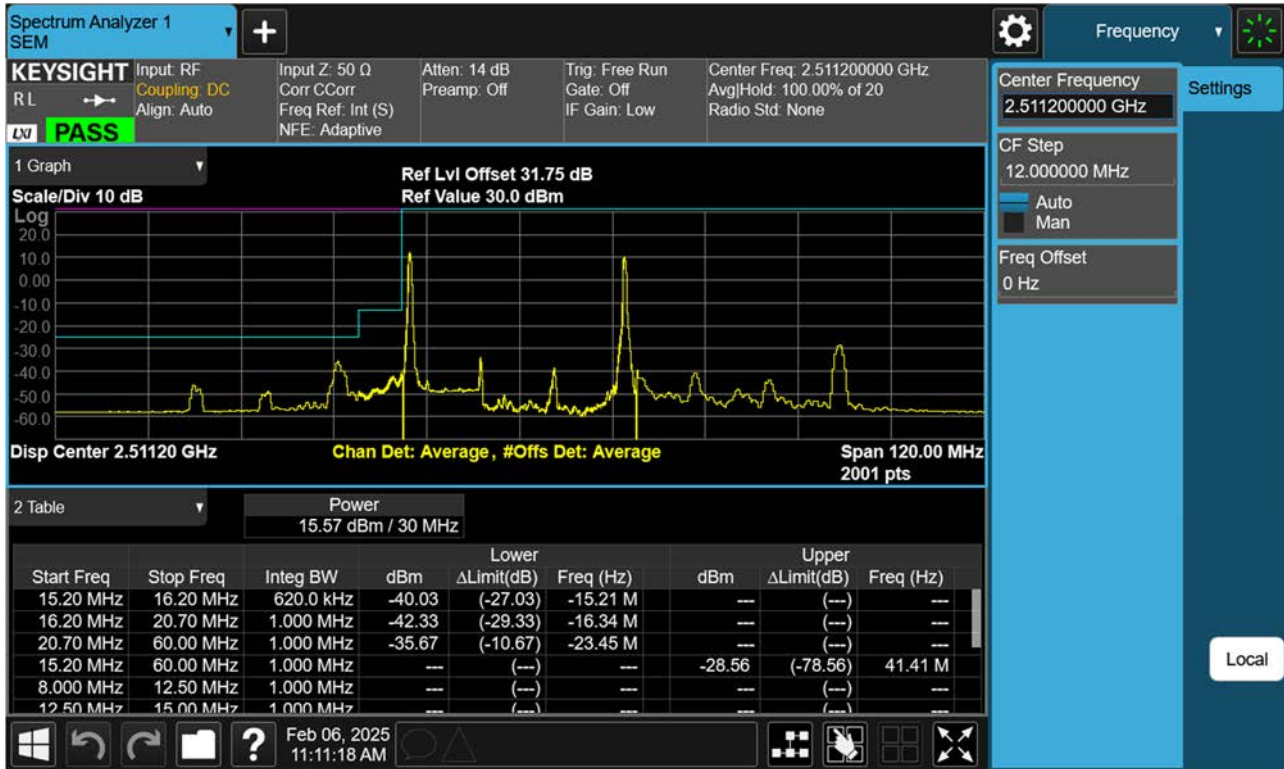 Spectrum Analyzer 1
SEM
Frequency
KEYSIGHT
R L
LXI
PASS
Input: RF
Coupling: DC
Align: Auto
Input Z: 50 Ω
Corr CCorr
Freq Ref: Int (S)
NFE: Adaptive
Atten: 14 dB
Preamp: Off
Trig: Free Run
Gate: Off
IF Gain: Low
Center Freq: 2.511200000 GHz
Avg|Hold: 100.00% of 20
Radio Std: None
Center Frequency
2.511200000 GHz
Settings
CF Step
12.000000 MHz
Auto
Man
Freq Offset
0 Hz
1 Graph
Ref Lvl Offset 31.75 dB
Scale/Div 10 dB
Ref Value 30.0 dBm
Log
20.0
10.0
0.00
-10.0
-20.0
-30.0
-40.0
-50.0
-60.0
Disp Center 2.51120 GHz
Chan Det: Average, #Offs Det: Average
Span 120.00 MHz
2001 pts
2 Table
Power
15.57 dBm / 30 MHz
Lower Upper
Start Freq Stop Freq Integ BW dBm ΔLimit(dB) Freq (Hz) dBm ΔLimit(dB) Freq (Hz)
15.20 MHz 16.20 MHz 620.0 kHz -40.03 (-27.03) -15.21 M --- (---) ---
16.20 MHz 20.70 MHz 1.000 MHz -42.33 (-29.33) -16.34 M --- (---) ---
20.70 MHz 60.00 MHz 1.000 MHz -35.67 (-10.67) -23.45 M --- (---) ---
15.20 MHz 60.00 MHz 1.000 MHz --- (---) --- -28.56 (-78.56) 41.41 M
8.000 MHz 12.50 MHz 1.000 MHz --- (---) --- --- (---) ---
12.50 MHz 15.00 MHz 1.000 MHz --- (---) --- --- (---) ---
Local
?
Feb 06, 2025
11:11:18 AM